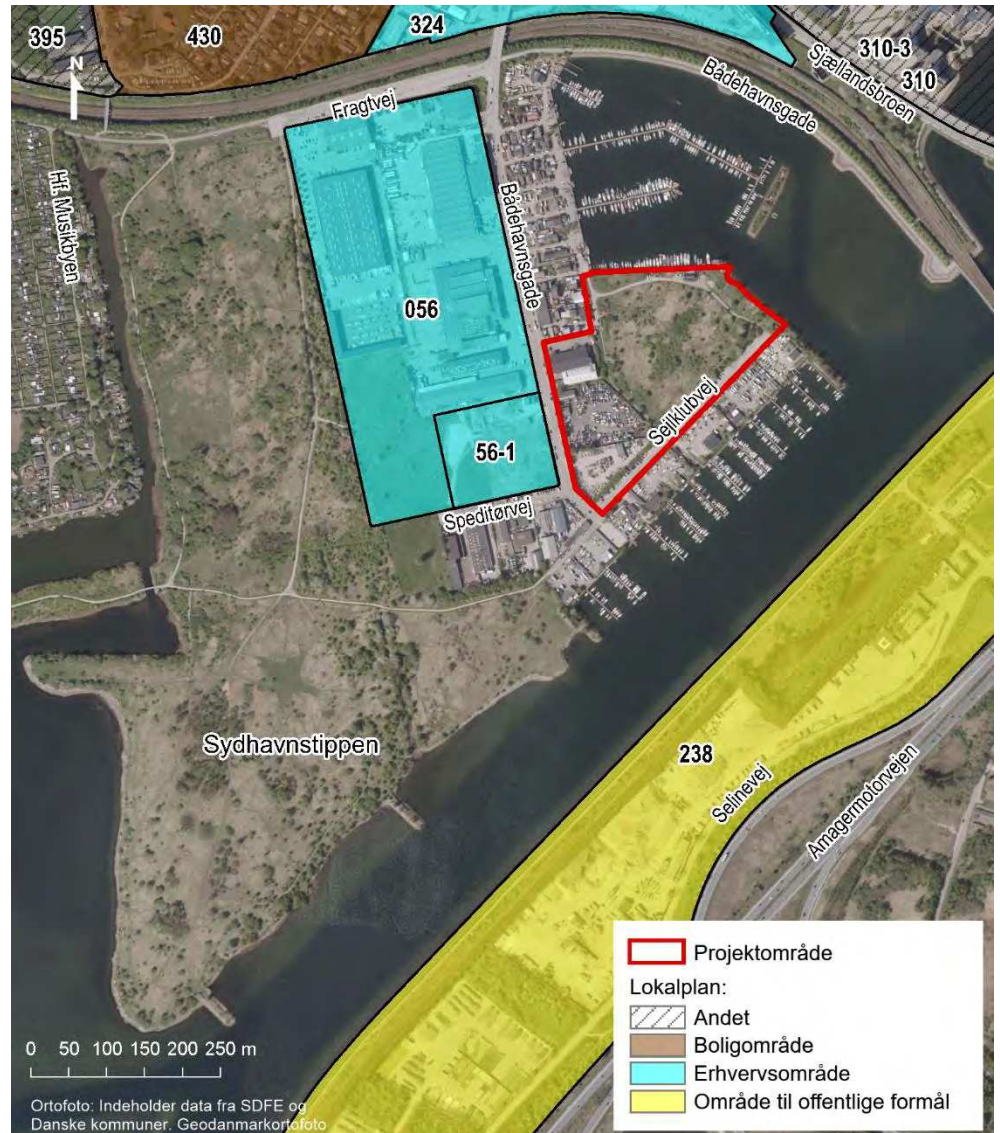 395
430
324
310-3
310
N
Sjællandsbroen
Bådehavnsgade
Fragtvej
Hf. Musikbyen
Bådehavnsgade
056
Sejlklubvej
56-1
Speditørvej
Sydhavnstippen
238
Selinevej
Amagermotorvejen
Projektområde
Lokalplan:
Andet
Boligområde
Erhvervsområde
Område til offentlige formål
0 50 100 150 200 250 m
Ortofoto: Indeholder data fra SDFE og
Danske kommuner. Geodanmarkortofoto